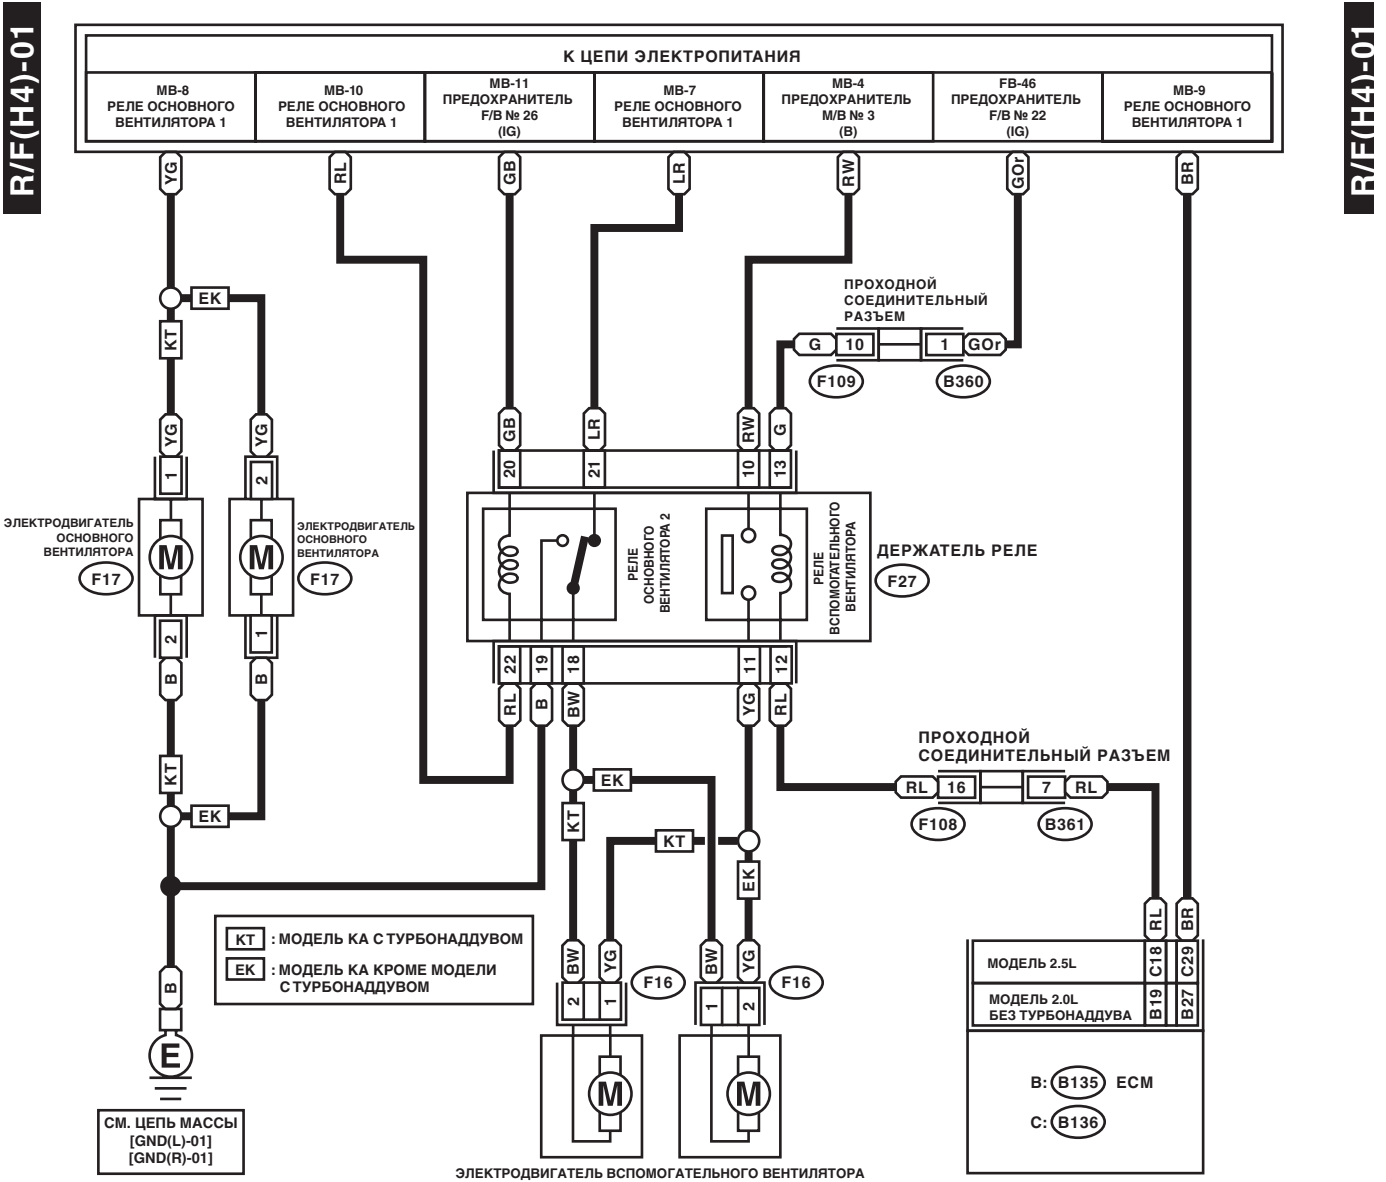 R/F(H4)-01
R/F(H4)-01
К ЦЕПИ ЭЛЕКТРОПИТАНИЯ
MB-8
РЕЛЕ ОСНОВНОГО
ВЕНТИЛЯТОРА 1
MB-10
РЕЛЕ ОСНОВНОГО
ВЕНТИЛЯТОРА 1
MB-11
ПРЕДОХРАНИТЕЛЬ
F/B № 26
(IG)
MB-7
РЕЛЕ ОСНОВНОГО
ВЕНТИЛЯТОРА 1
MB-4
ПРЕДОХРАНИТЕЛЬ
M/B № 3
(B)
FB-46
ПРЕДОХРАНИТЕЛЬ
F/B № 22
(IG)
MB-9
РЕЛЕ ОСНОВНОГО
ВЕНТИЛЯТОРА 1
YG
RL
GB
LR
RW
GOr
BR
EK
KT
ПРОХОДНОЙ
СОЕДИНИТЕЛЬНЫЙ
РАЗЪЕМ
G
10
1
GOr
F109
B360
YG
YG
GB
LR
RW
G
1
2
20
21
10
13
ЭЛЕКТРОДВИГАТЕЛЬ
ОСНОВНОГО
ВЕНТИЛЯТОРА
F17
M
M
ЭЛЕКТРОДВИГАТЕЛЬ
ОСНОВНОГО
ВЕНТИЛЯТОРА
F17
РЕЛЕ
ОСНОВНОГО
ВЕНТИЛЯТОРА 2
РЕЛЕ
ВСПОМОГАТЕЛЬНОГО
ВЕНТИЛЯТОРА
ДЕРЖАТЕЛЬ РЕЛЕ
F27
2
1
22
19
18
11
12
B
B
RL
B
BW
YG
RL
ПРОХОДНОЙ
СОЕДИНИТЕЛЬНЫЙ РАЗЪЕМ
RL
16
7
RL
F108
B361
KT
EK
EK
KT
KT
EK
KT : МОДЕЛЬ КА С ТУРБОНАДДУВОМ
EK : МОДЕЛЬ КА КРОМЕ МОДЕЛИ
С ТУРБОНАДДУВОМ
B
E
СМ. ЦЕПЬ МАССЫ
[GND(L)-01]
[GND(R)-01]
BW
YG
F16
BW
YG
F16
2
1
1
2
M
M
ЭЛЕКТРОДВИГАТЕЛЬ ВСПОМОГАТЕЛЬНОГО ВЕНТИЛЯТОРА
RL
BR
МОДЕЛЬ 2.5L
C18
C29
МОДЕЛЬ 2.0L
БЕЗ ТУРБОНАДДУВА
B19
B27
B: B135 ECM
C: B136